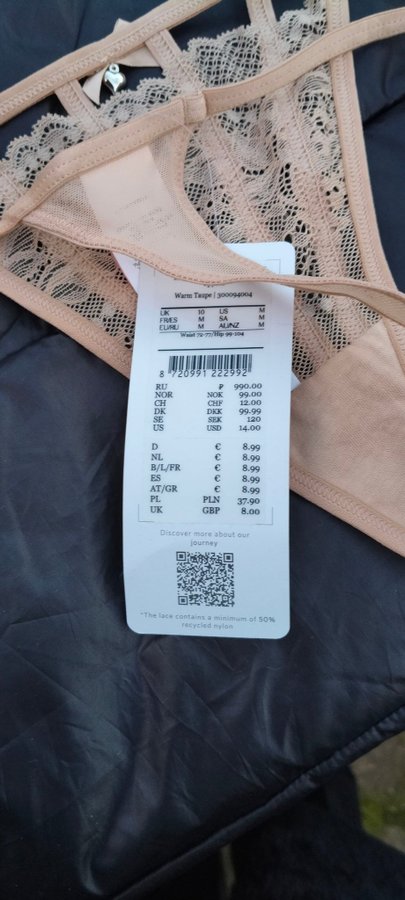 Warm Taupe | 300094004
UK 10 US M
FR/ES M SA M
EU/RU M AU/NZ M
Waist 72-77/Hip 99-104
8 720991 222992
RU ₽ 990.00
NOR NOK 99.00
CH CHF 12.00
DK DKK 99.99
SE SEK 120
US USD 14.00
D € 8.99
NL € 8.99
B/L/FR € 8.99
ES € 8.99
AT/GR € 8.99
PL PLN 37.90
UK GBP 8.00
Discover more about our
journey
*The lace contains a minimum of 50%
recycled nylon